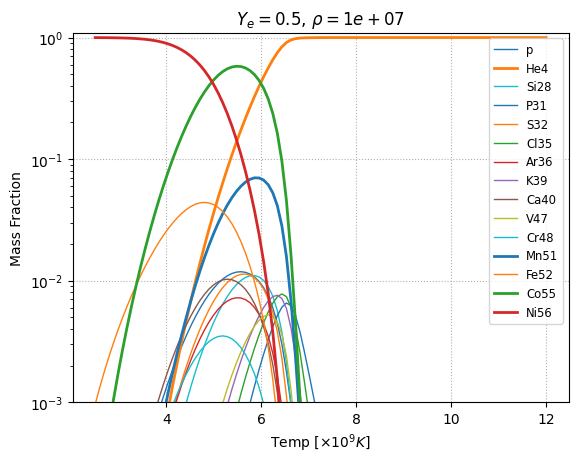 Y_e = 0.5, ρ = 1e + 07
10^0
10^−1
10^−2
10^−3
Mass Fraction
p
He4
Si28
P31
S32
Cl35
Ar36
K39
Ca40
V47
Cr48
Mn51
Fe52
Co55
Ni56
4 6 8 10 12
Temp [×10^9 K]